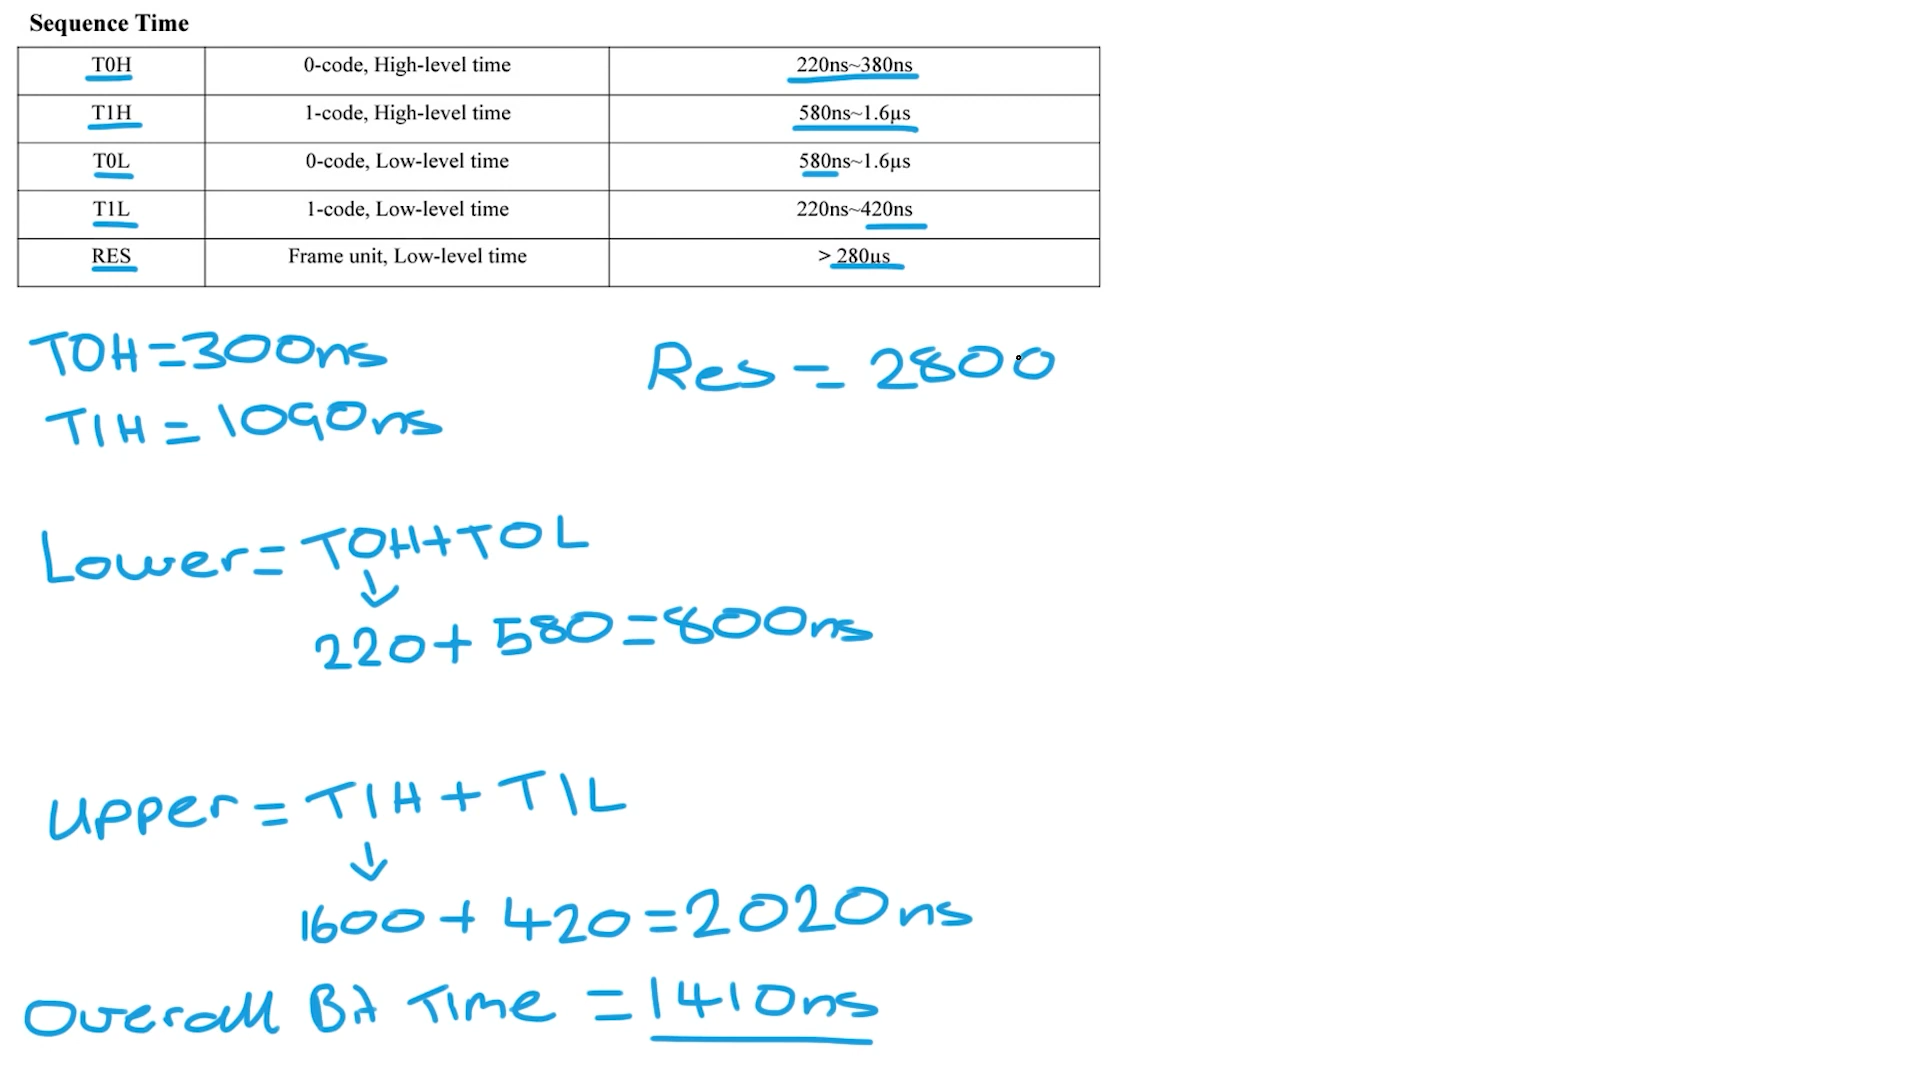 Sequence Time
T0H 0-code, High-level time 220ns~380ns
T1H 1-code, High-level time 580ns~1.6µs
T0L 0-code, Low-level time 580ns~1.6µs
T1L 1-code, Low-level time 220ns~420ns
RES Frame unit, Low-level time > 280µs
T0H=300ns
Res = 2800
T1H = 1090ns
Lower= T0H+T0L
↓
220+ 580=800ns
Upper= T1H + T1L
↓
1600 + 420=2020ns
Overall Bit Time = 1410ns